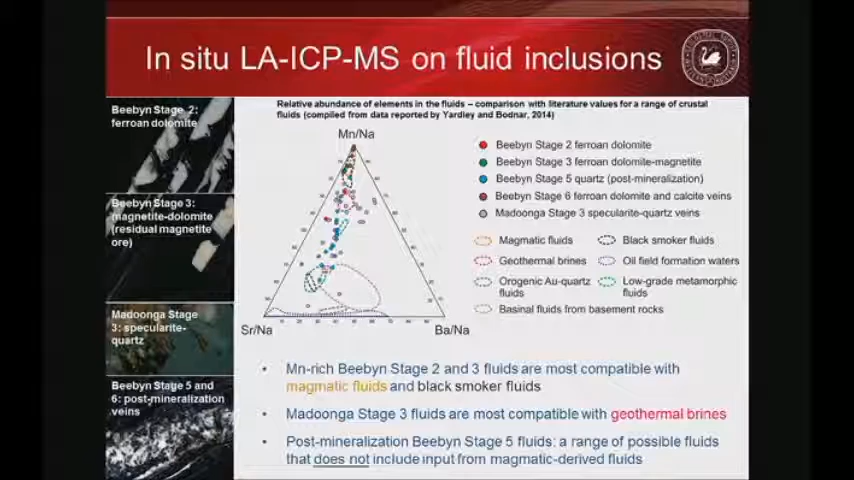 In situ LA-ICP-MS on fluid inclusions
Beebyn Stage 2:
ferroan dolomite
Beebyn Stage 3:
magnetite-dolomite
(residual magnetite
ore)
Madoonga Stage
3: specularite-
quartz
Beebyn Stage 5 and
6: post-mineralization
veins
Relative abundance of elements in the fluids – comparison with literature values for a range of crustal
fluids (compiled from data reported by Yardley and Bodnar, 2014)
Mn/Na
Sr/Na
Ba/Na
Beebyn Stage 2 ferroan dolomite
Beebyn Stage 3 ferroan dolomite-magnetite
Beebyn Stage 5 quartz (post-mineralization)
Beebyn Stage 6 ferroan dolomite and calcite veins
Madoonga Stage 3 specularite-quartz veins
Magmatic fluids
Black smoker fluids
Geothermal brines
Oil field formation waters
Orogenic Au-quartz
fluids
Low-grade metamorphic
fluids
Basinal fluids from basement rocks
• Mn-rich Beebyn Stage 2 and 3 fluids are most compatible with
magmatic fluids and black smoker fluids
• Madoonga Stage 3 fluids are most compatible with geothermal brines
• Post-mineralization Beebyn Stage 5 fluids: a range of possible fluids
that does not include input from magmatic-derived fluids